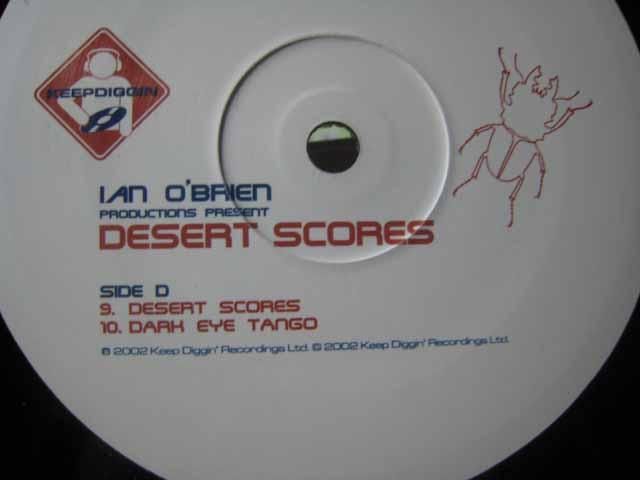 KEEPDIGGIN
IAN O'BRIEN
PRODUCTIONS PRESENT
DESERT SCORES
SIDE D
9. DESERT SCORES
10. DARK EYE TANGO
℗ 2002 Keep Diggin' Recordings Ltd. © 2002 Keep Diggin' Recordings Ltd.